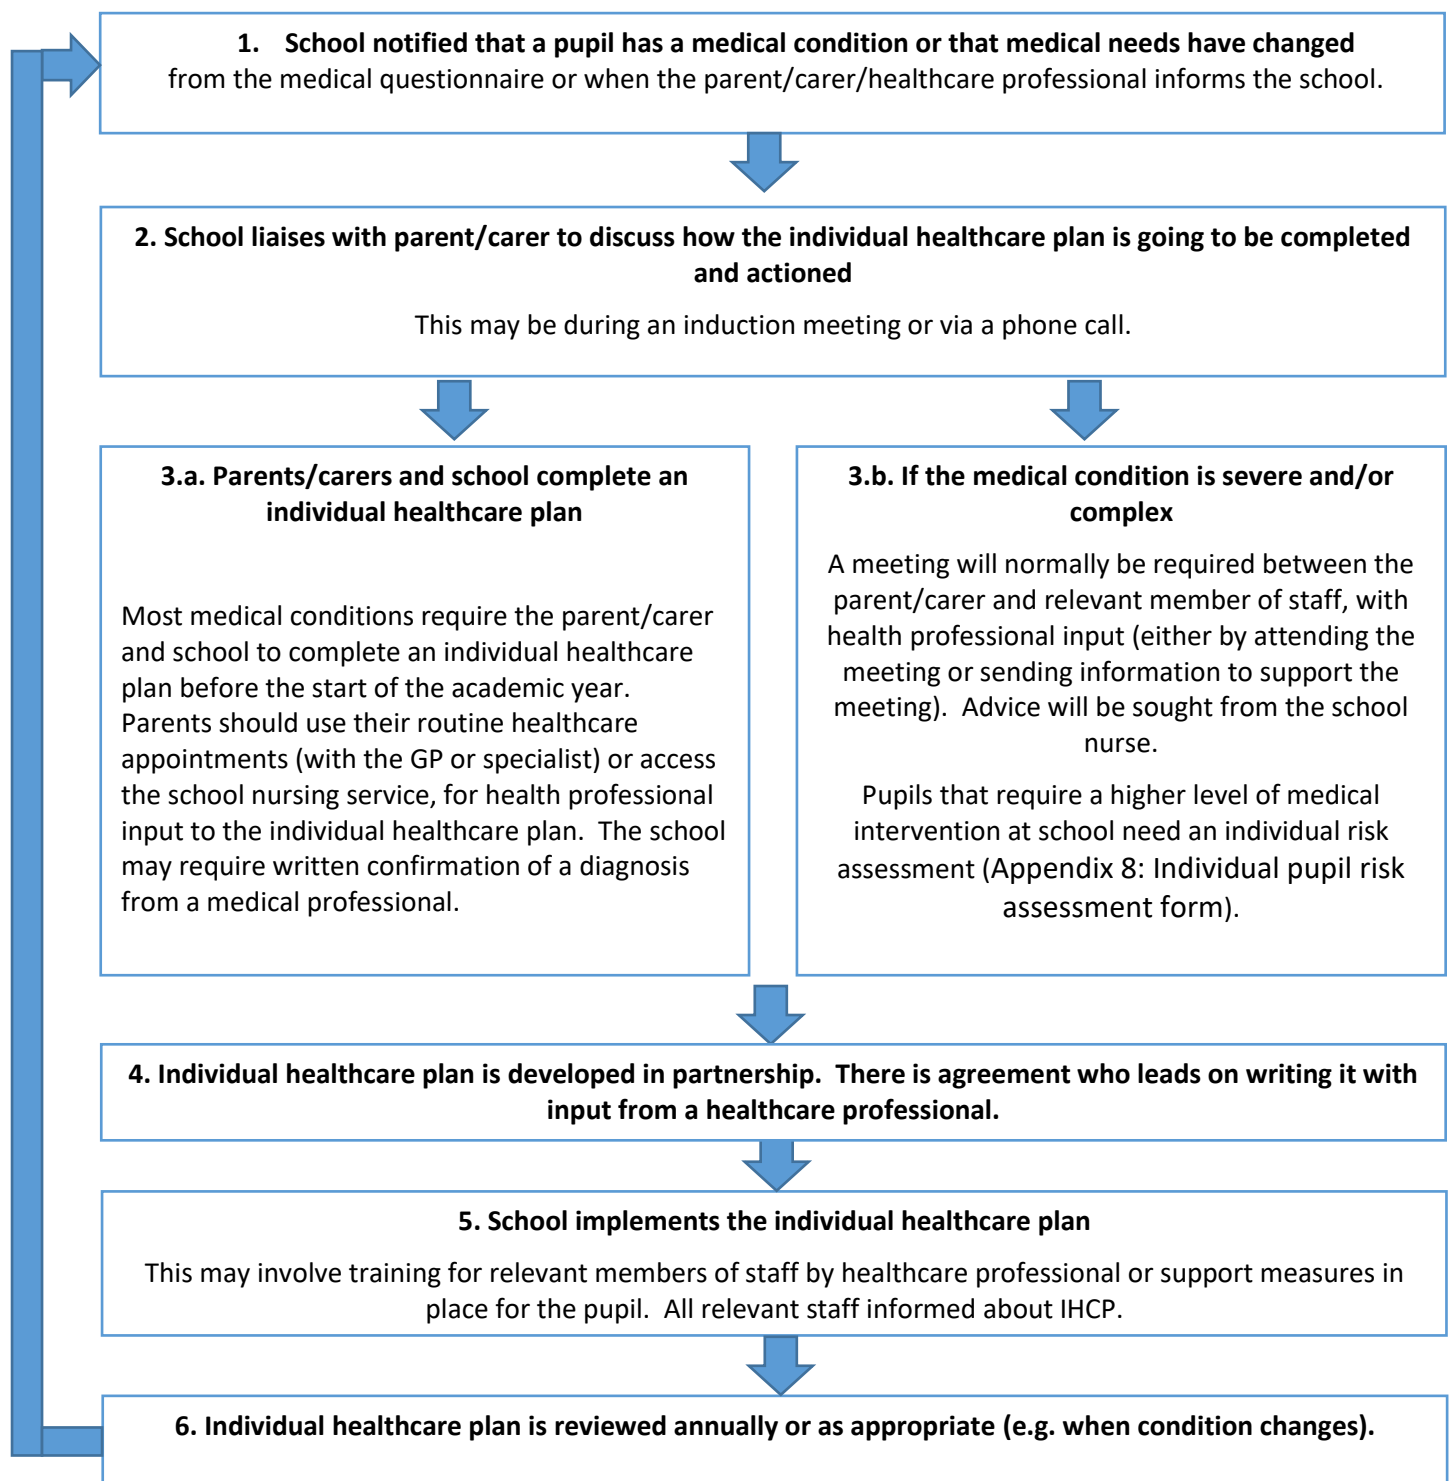 1. School notified that a pupil has a medical condition or that medical needs have changed
from the medical questionnaire or when the parent/carer/healthcare professional informs the school.
2. School liaises with parent/carer to discuss how the individual healthcare plan is going to be completed
and actioned
This may be during an induction meeting or via a phone call.
3.a. Parents/carers and school complete an
individual healthcare plan
Most medical conditions require the parent/carer
and school to complete an individual healthcare
plan before the start of the academic year.
Parents should use their routine healthcare
appointments (with the GP or specialist) or access
the school nursing service, for health professional
input to the individual healthcare plan. The school
may require written confirmation of a diagnosis
from a medical professional.
3.b. If the medical condition is severe and/or
complex
A meeting will normally be required between the
parent/carer and relevant member of staff, with
health professional input (either by attending the
meeting or sending information to support the
meeting). Advice will be sought from the school
nurse.
Pupils that require a higher level of medical
intervention at school need an individual risk
assessment (Appendix 8: Individual pupil risk
assessment form).
4. Individual healthcare plan is developed in partnership. There is agreement who leads on writing it with
input from a healthcare professional.
5. School implements the individual healthcare plan
This may involve training for relevant members of staff by healthcare professional or support measures in
place for the pupil. All relevant staff informed about IHCP.
6. Individual healthcare plan is reviewed annually or as appropriate (e.g. when condition changes).